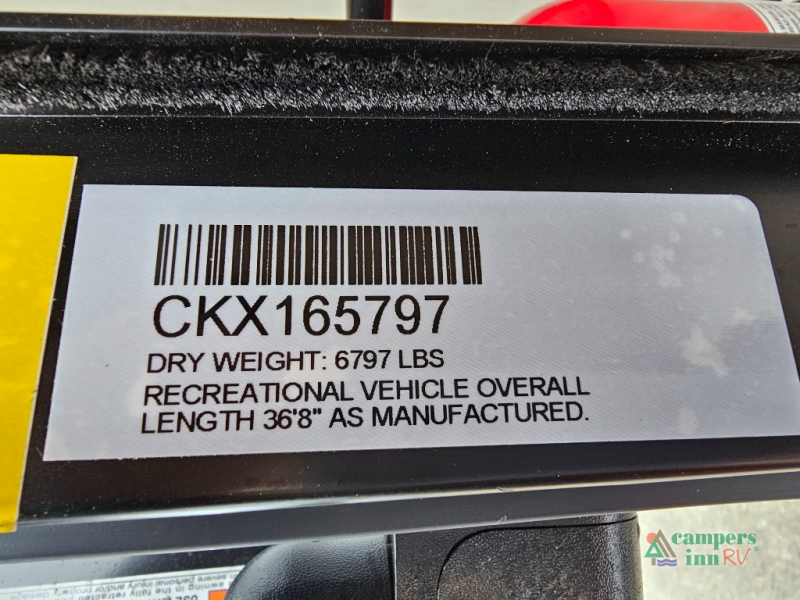 CKX165797
DRY WEIGHT: 6797 LBS
RECREATIONAL VEHICLE OVERALL
LENGTH 36'8" AS MANUFACTURED.
campers
inn RV